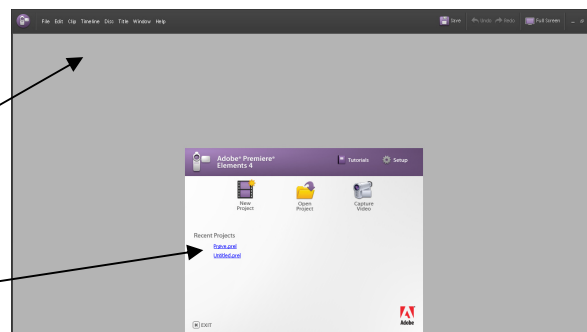 File Edit Clip Timeline Disc Title Window Help Save Undo Redo Full Screen
Adobe® Premiere®
Elements 4
Tutorials Setup
New
Project
Open
Project
Capture
Video
Recent Projects
Prøve.prel
Untitled.prel
EXIT
Adobe